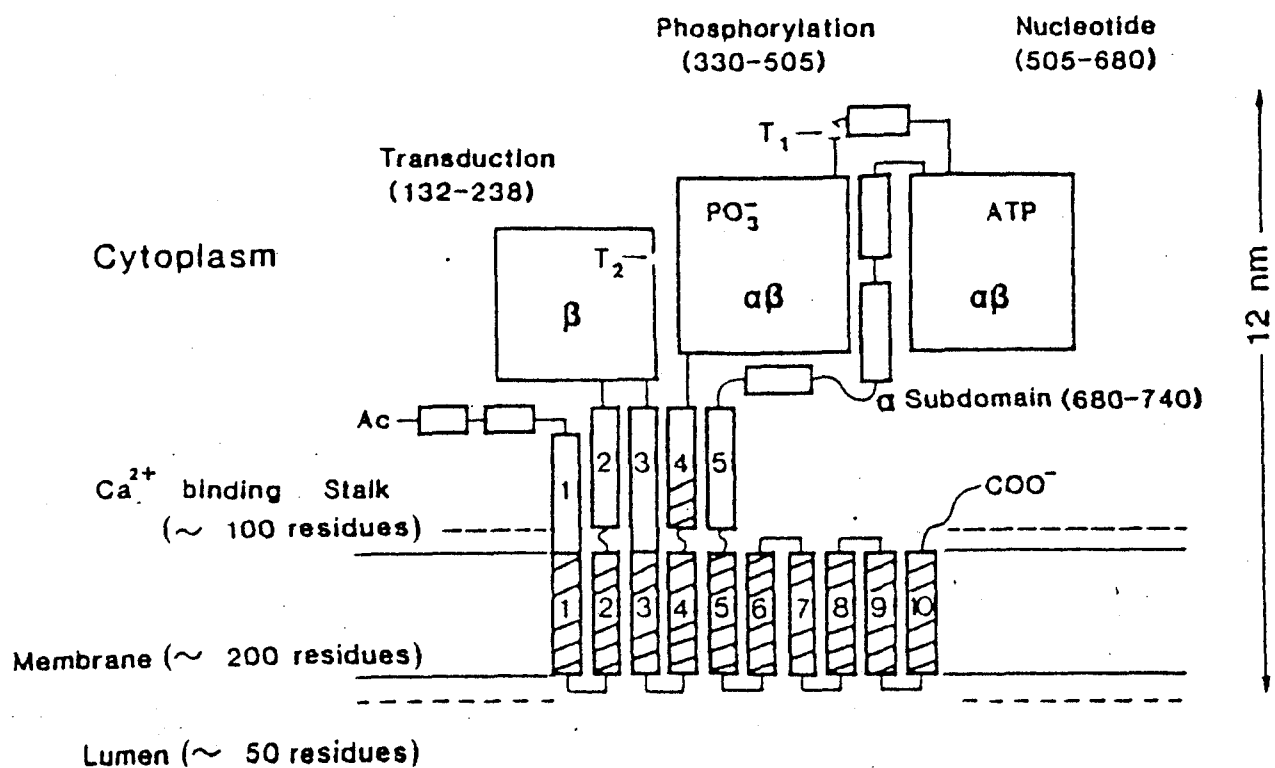 Phosphorylation
(330-505)
Nucleotide
(505-680)
T1
Transduction
(132-238)
PO3-
ATP
Cytoplasm
T2
αβ
αβ
β
12 nm
Ac
α Subdomain (680-740)
2
3
4
5
1
Ca2+ binding Stalk
(~ 100 residues)
COO-
1
2
3
4
5
6
7
8
9
10
Membrane (~ 200 residues)
Lumen (~ 50 residues)